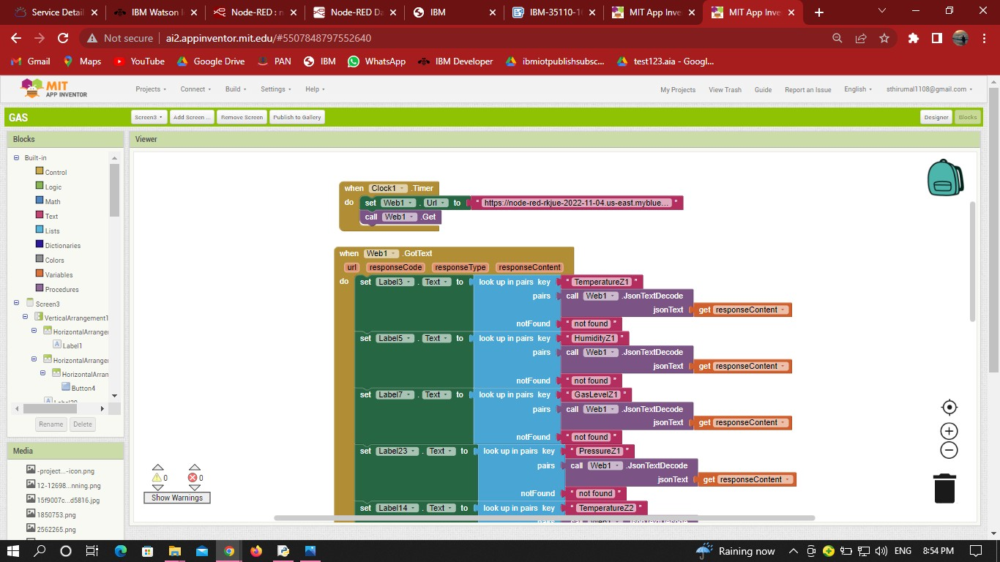 Service Detail
IBM Watson I
Node-RED : n
Node-RED Da
IBM
IBM-35110-1
MIT App Inve
MIT App Inve
Not secure
ai2.appinventor.mit.edu/#5507848797552640
Gmail
Maps
YouTube
Google Drive
PAN
IBM
WhatsApp
IBM Developer
ibmiotpublishsubsc...
test123.aia - Googl...
MIT
APP INVENTOR
Projects
Connect
Build
Settings
Help
My Projects
View Trash
Guide
Report an Issue
English
sthirumal1108@gmail.com
GAS
Screen3
Add Screen ...
Remove Screen
Publish to Gallery
Designer
Blocks
Blocks
Viewer
Built-in
Control
Logic
Math
Text
Lists
Dictionaries
Colors
Variables
Procedures
Screen3
VerticalArrangement1
HorizontalArranger
Label1
HorizontalArranger
HorizontalArran
Button4
Rename
Delete
Media
-project...-icon.png
12-12698...nning.png
15f9007c...d5816.jpg
1850753.png
2562265.png
when Clock1 .Timer
do set Web1 . Url to " https://node-red-rkjue-2022-11-04.us-east.myblue... "
call Web1 .Get
when Web1 .GotText
url responseCode responseType responseContent
do set Label3 . Text to look up in pairs key " TemperatureZ1 "
pairs call Web1 .JsonTextDecode
jsonText get responseContent
notFound " not found "
set Label5 . Text to look up in pairs key " HumidityZ1 "
pairs call Web1 .JsonTextDecode
jsonText get responseContent
notFound " not found "
set Label7 . Text to look up in pairs key " GasLevelZ1 "
pairs call Web1 .JsonTextDecode
jsonText get responseContent
notFound " not found "
set Label23 . Text to look up in pairs key " PressureZ1 "
pairs call Web1 .JsonTextDecode
jsonText get responseContent
notFound " not found "
set Label14 . Text to look up in pairs key " TemperatureZ2 "
0
0
Show Warnings
Raining now
ENG
8:54 PM